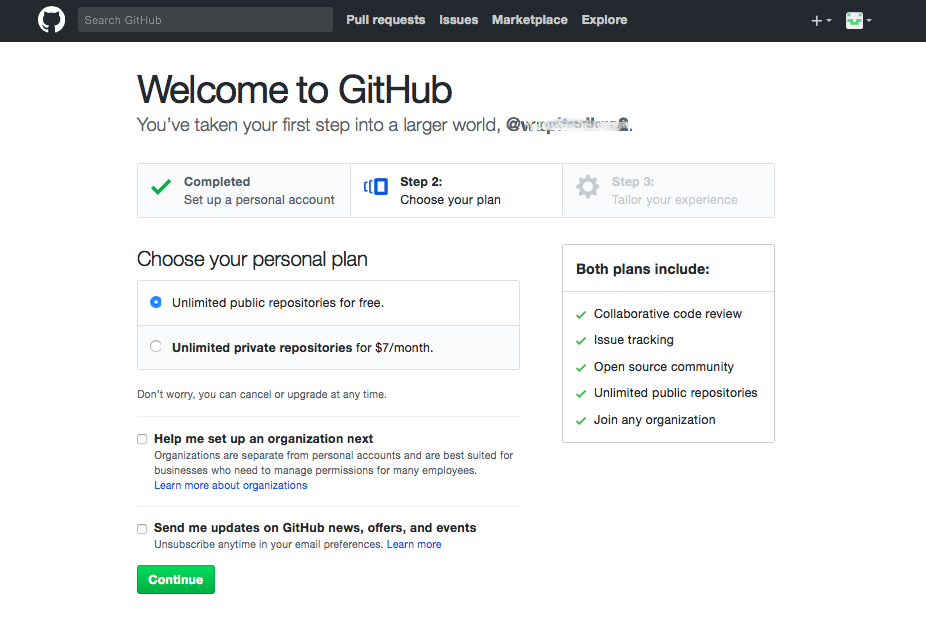 Search GitHub
Pull requests Issues Marketplace Explore
Welcome to GitHub
You've taken your first step into a larger world,
Completed
Set up a personal account
Step 2:
Choose your plan
Step 3:
Tailor your experience
Choose your personal plan
Unlimited public repositories for free.
Unlimited private repositories for $7/month.
Don't worry, you can cancel or upgrade at any time.
Help me set up an organization next
Organizations are separate from personal accounts and are best suited for
businesses who need to manage permissions for many employees.
Learn more about organizations
Send me updates on GitHub news, offers, and events
Unsubscribe anytime in your email preferences. Learn more
Continue
Both plans include:
Collaborative code review
Issue tracking
Open source community
Unlimited public repositories
Join any organization